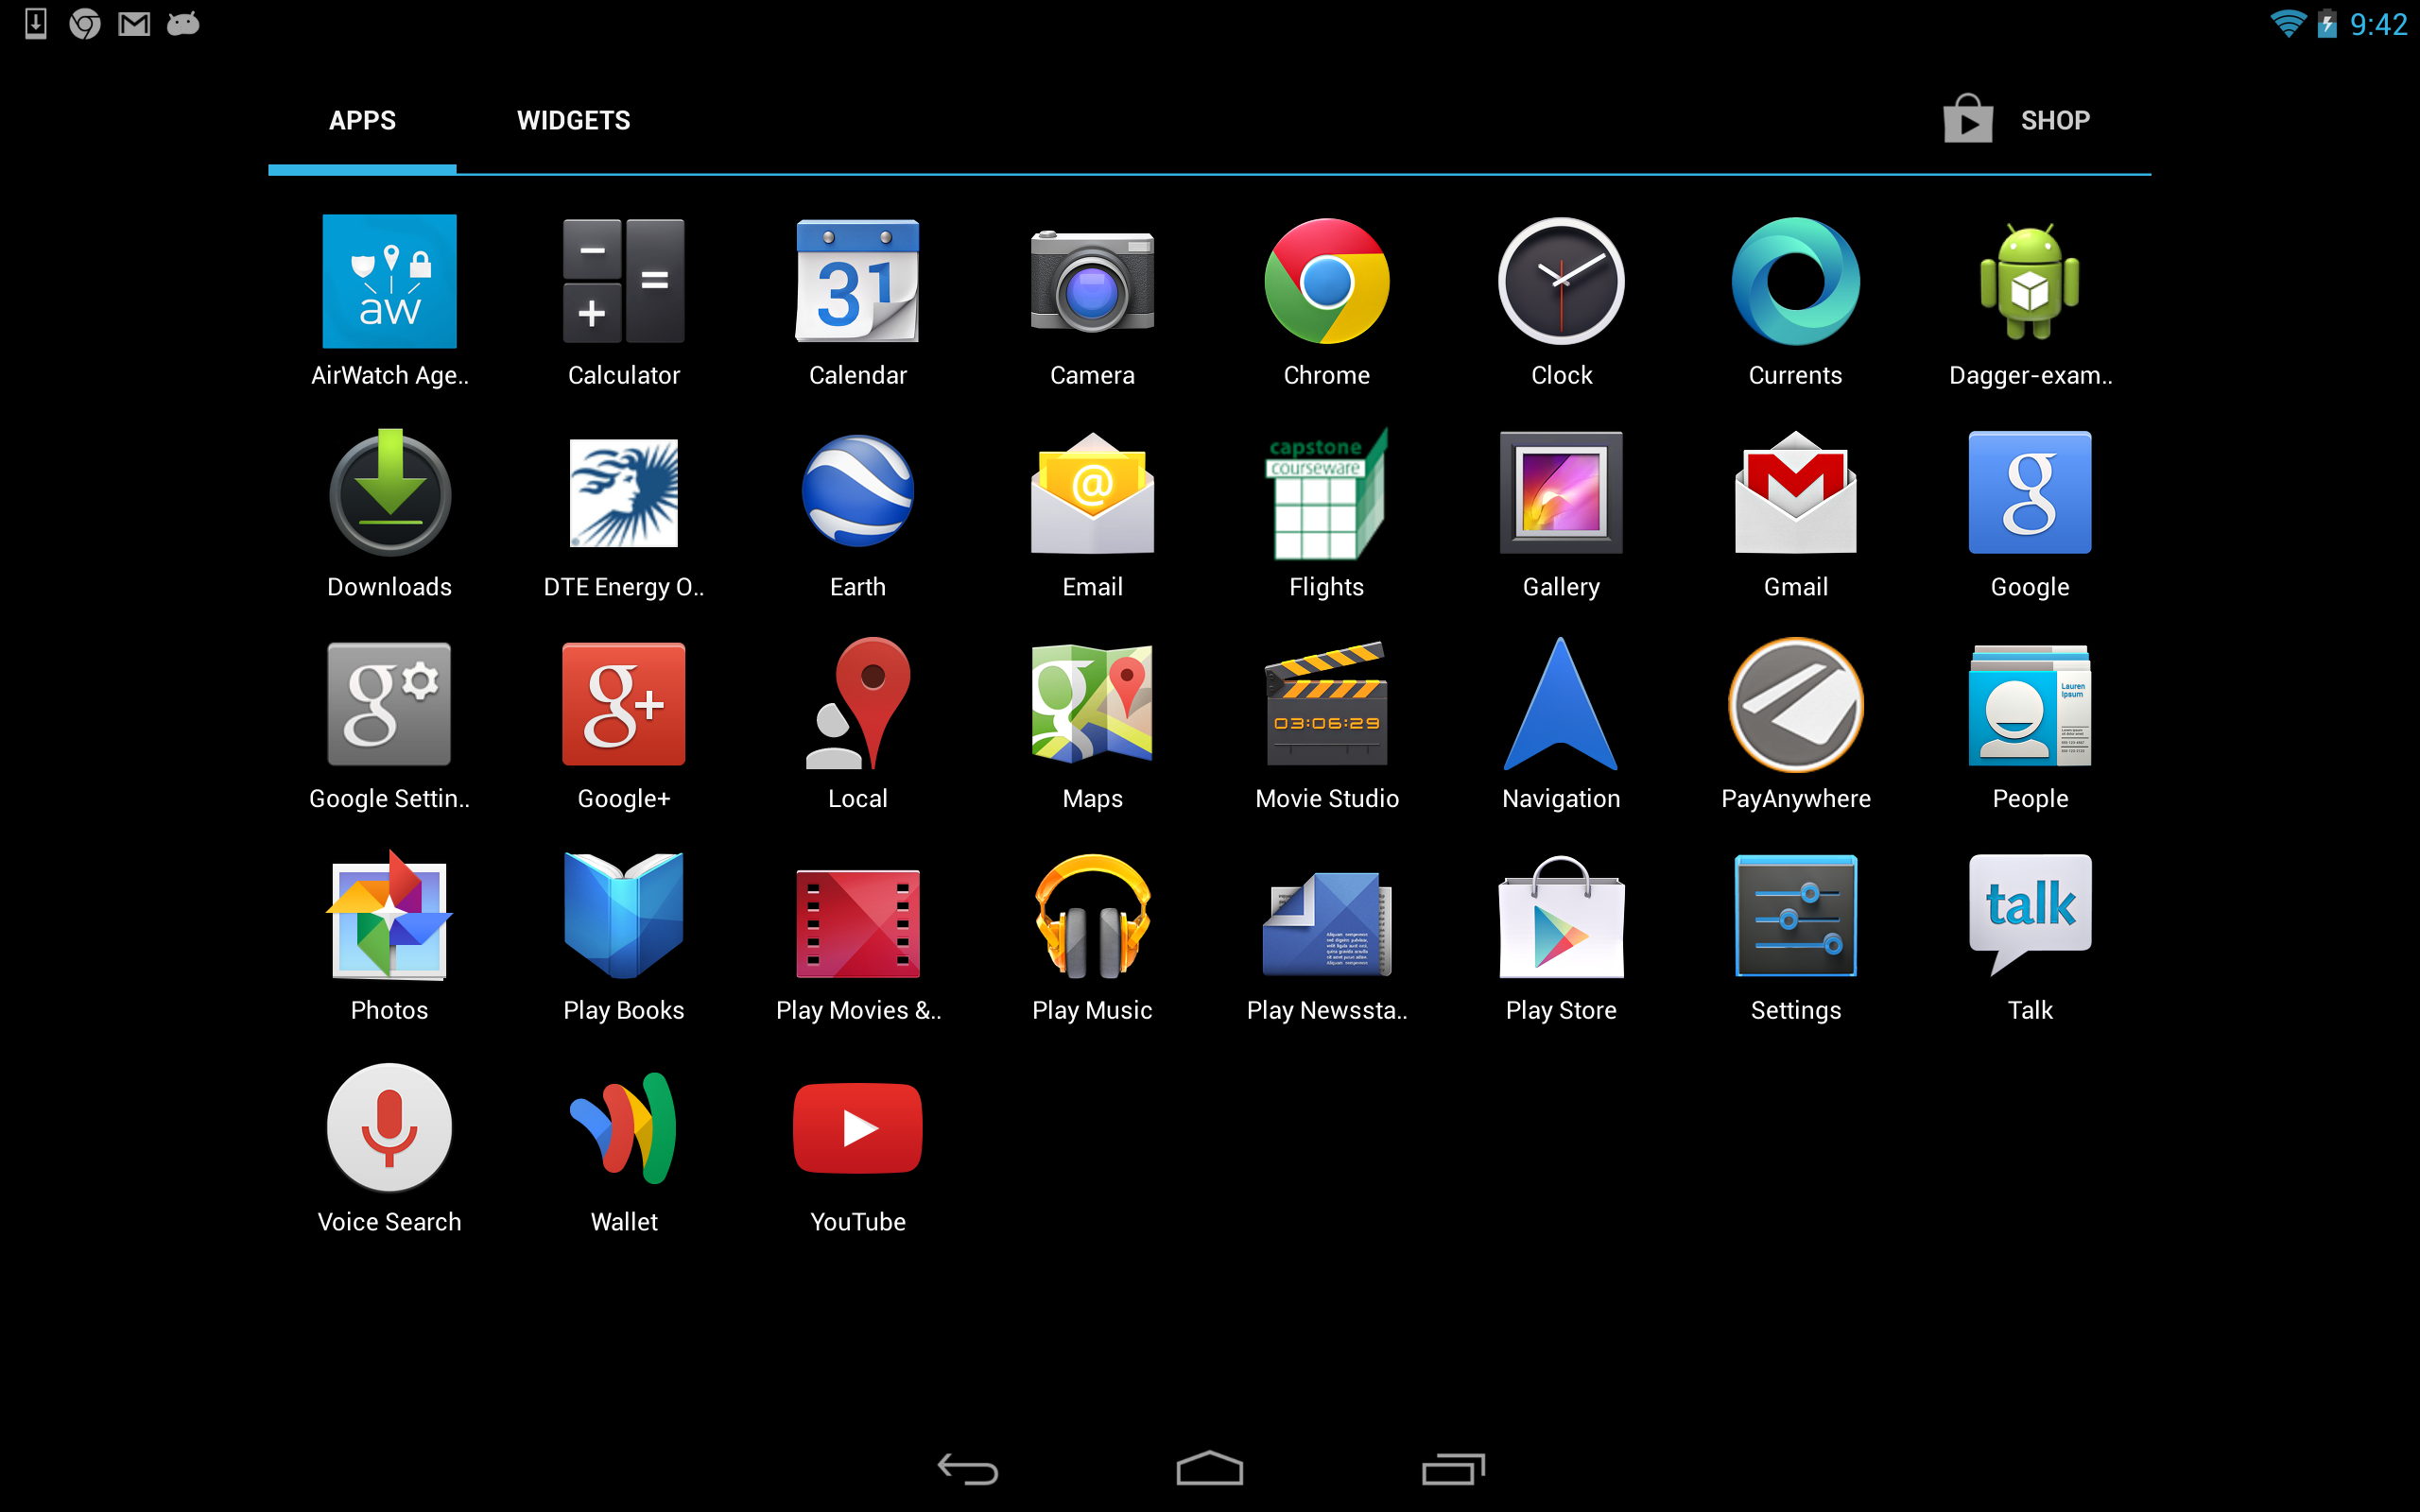 9:42
APPS WIDGETS SHOP
aw
31
AirWatch Age.. Calculator Calendar Camera Chrome Clock Currents Dagger-exam..
capstone
courseware
@
g
Downloads DTE Energy O.. Earth Email Flights Gallery Gmail Google
g g+ g
03:06:29
Lauren
Ipsum
Google Settin.. Google+ Local Maps Movie Studio Navigation PayAnywhere People
talk
Photos Play Books Play Movies &.. Play Music Play Newssta.. Play Store Settings Talk
Voice Search Wallet YouTube